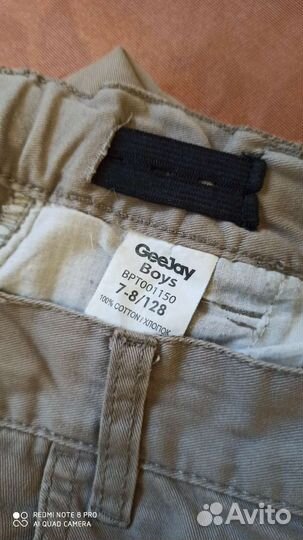 GeeJay
Boys
BPT001150
7-8/128
100% COTTON/ХЛОПОК
REDMI NOTE 8 PRO
AI QUAD CAMERA
Avito